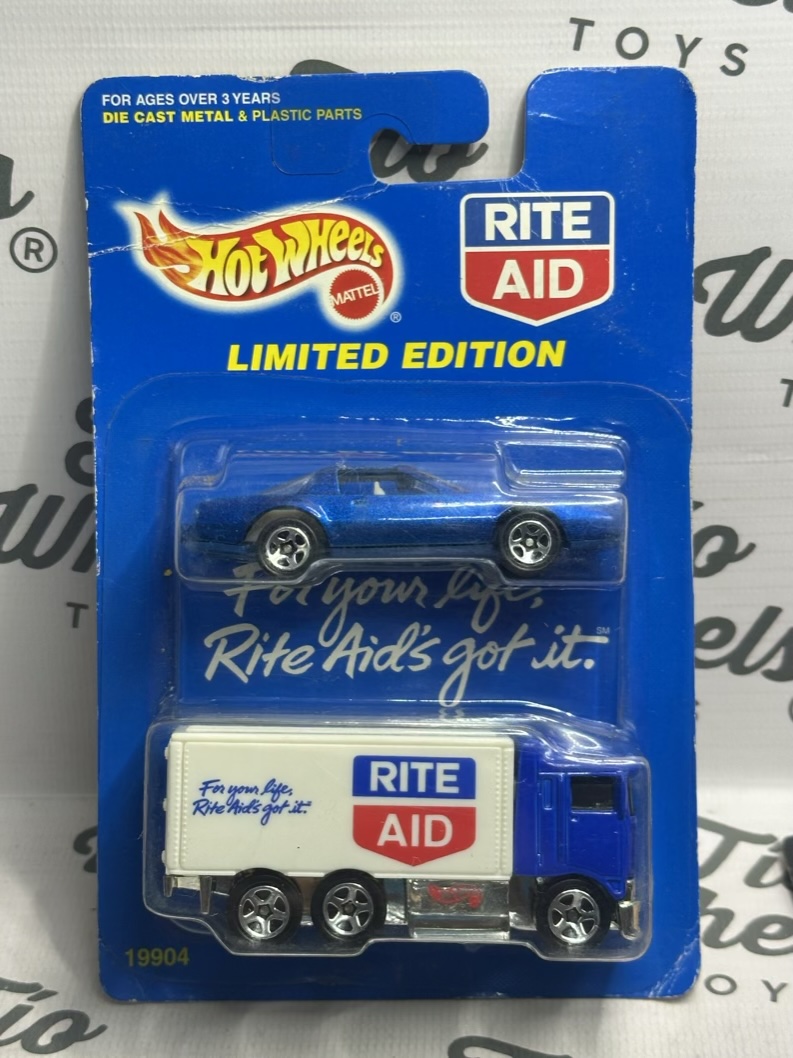 TOYS
FOR AGES OVER 3 YEARS
DIE CAST METAL & PLASTIC PARTS
®
HOT WHEELS
MATTEL
®
RITE
AID
LIMITED EDITION
For your life,
Rite Aid's got it.℠
For your life,
Rite Aid's got it.℠
RITE
AID
19904